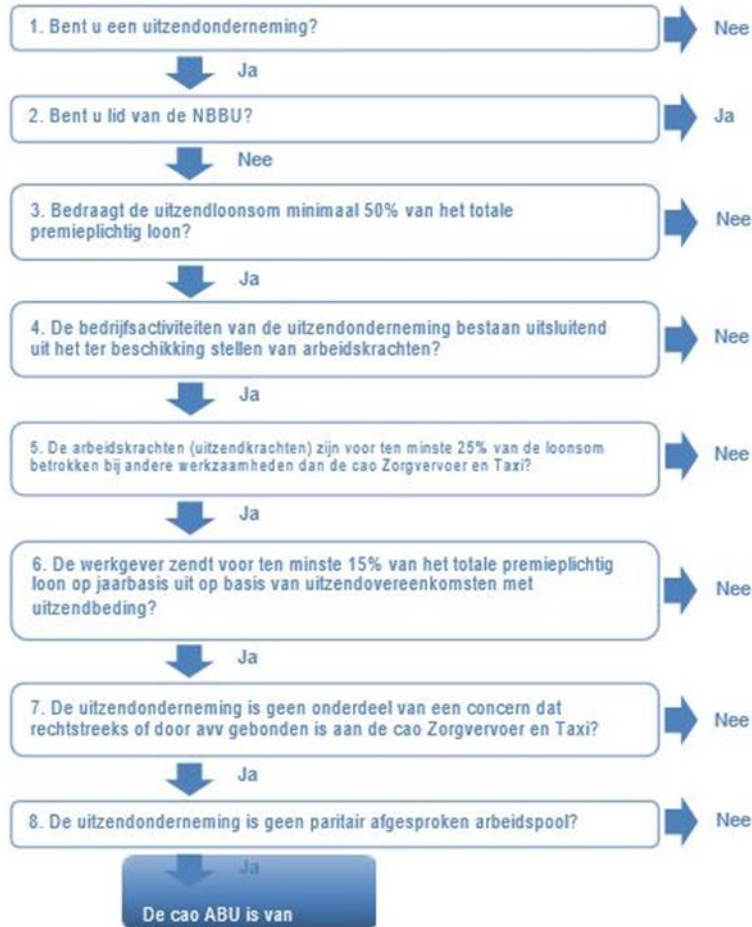 1. Bent u een uitzendonderneming?
Nee
Ja
2. Bent u lid van de NBBU?
Ja
Nee
3. Bedraagt de uitzendloonsom minimaal 50% van het totale
premieplichtig loon?
Nee
Ja
4. De bedrijfsactiviteiten van de uitzendonderneming bestaan uitsluitend
uit het ter beschikking stellen van arbeidskrachten?
Nee
Ja
5. De arbeidskrachten (uitzendkrachten) zijn voor ten minste 25% van de loonsom
betrokken bij andere werkzaamheden dan de cao Zorgvervoer en Taxi?
Nee
Ja
6. De werkgever zendt voor ten minste 15% van het totale premieplichtig
loon op jaarbasis uit op basis van uitzendovereenkomsten met
uitzendbeding?
Nee
Ja
7. De uitzendonderneming is geen onderdeel van een concern dat
rechtstreeks of door avv gebonden is aan de cao Zorgvervoer en Taxi?
Nee
Ja
8. De uitzendonderneming is geen paritair afgesproken arbeidspool?
Nee
Ja
De cao ABU is van